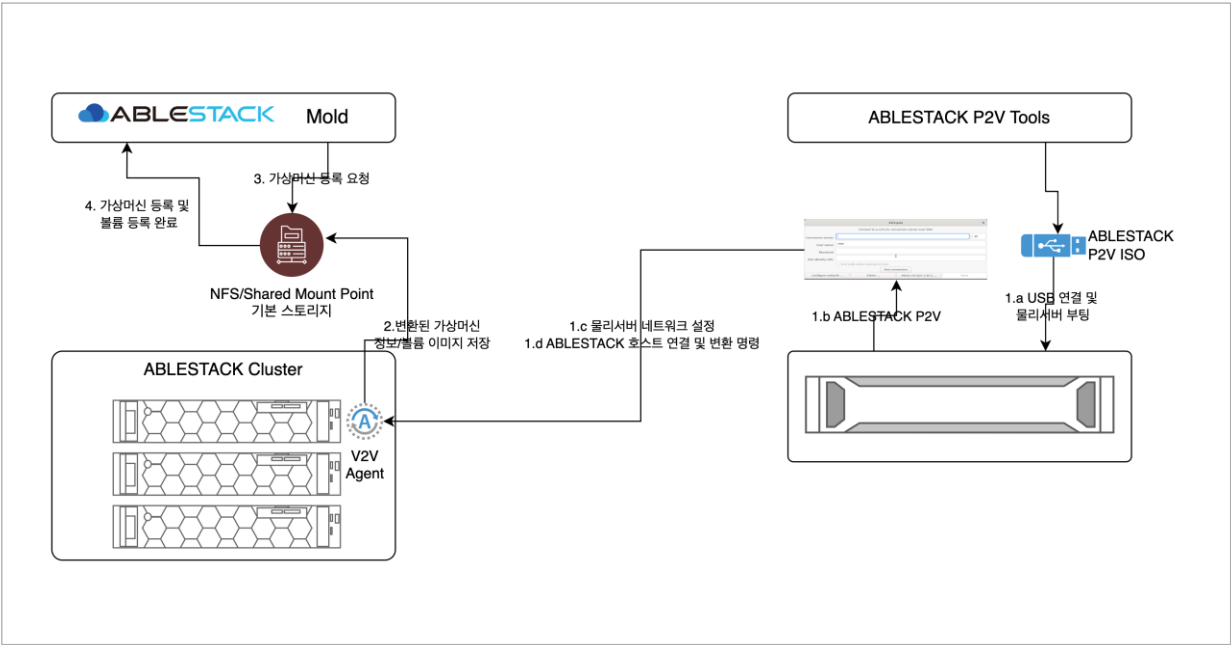 ABLESTACK Mold
ABLESTACK P2V Tools
3. 가상머신 등록 요청
4. 가상머신 등록 및
볼륨 등록 완료
NFS/Shared Mount Point
기본 스토리지
ABLESTACK
P2V ISO
1.a USB 연결 및
물리서버 부팅
1.b ABLESTACK P2V
2.변환된 가상머신
정보/볼륨 이미지 저장
1.c 물리서버 네트워크 설정
1.d ABLESTACK 호스트 연결 및 변환 명령
ABLESTACK Cluster
A
V2V
Agent